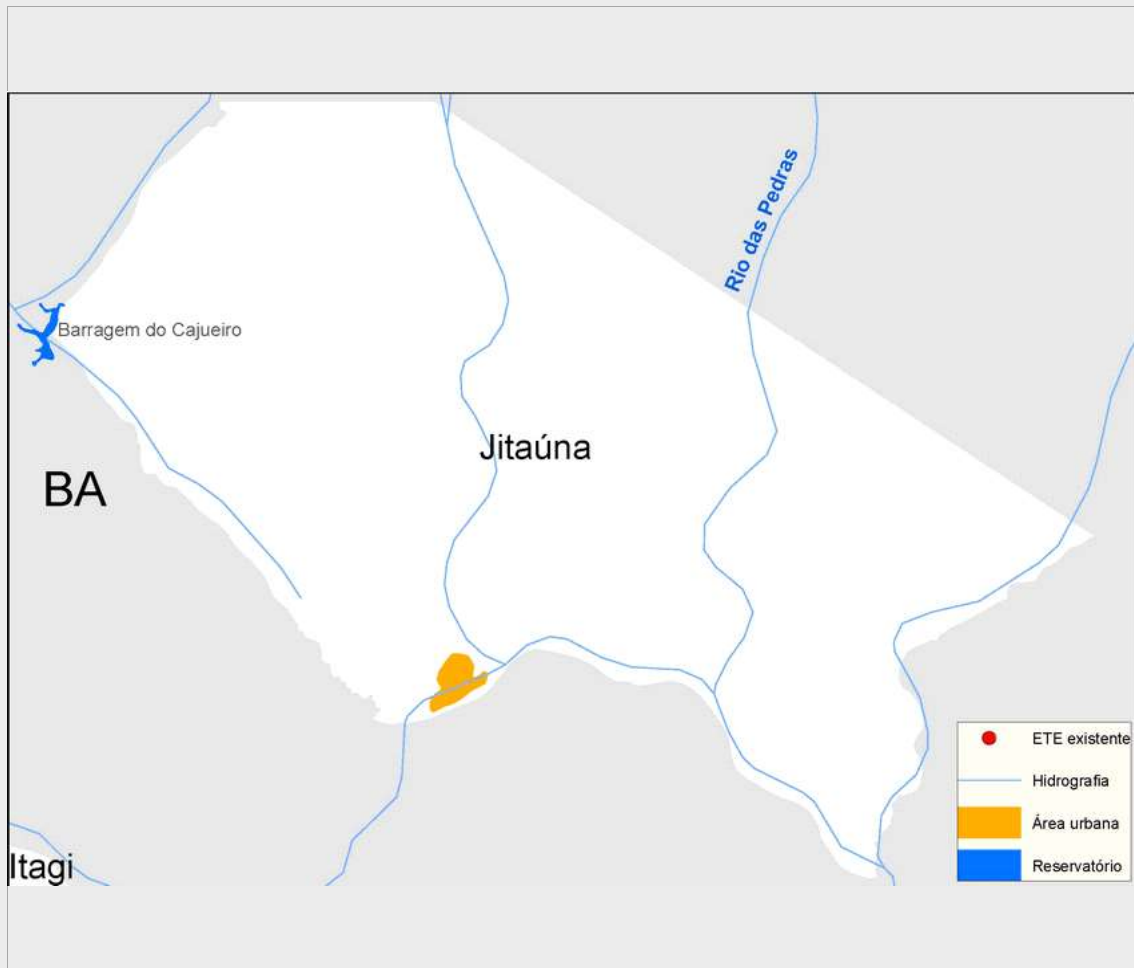 Rio das Pedras
Barragem do Cajueiro
Jitaúna
BA
Itagi
ETE existente
Hidrografia
Área urbana
Reservatório